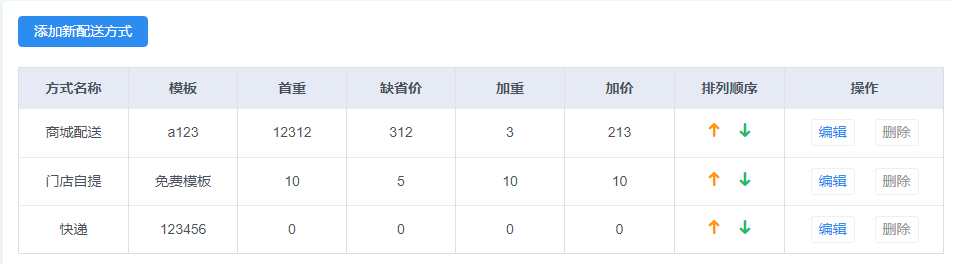 添加新配送方式
方式名称 模板 首重 缺省价 加重 加价 排列顺序 操作
商城配送 a123 12312 312 3 213 编辑 删除
门店自提 免费模板 10 5 10 10 编辑 删除
快递 123456 0 0 0 0 编辑 删除